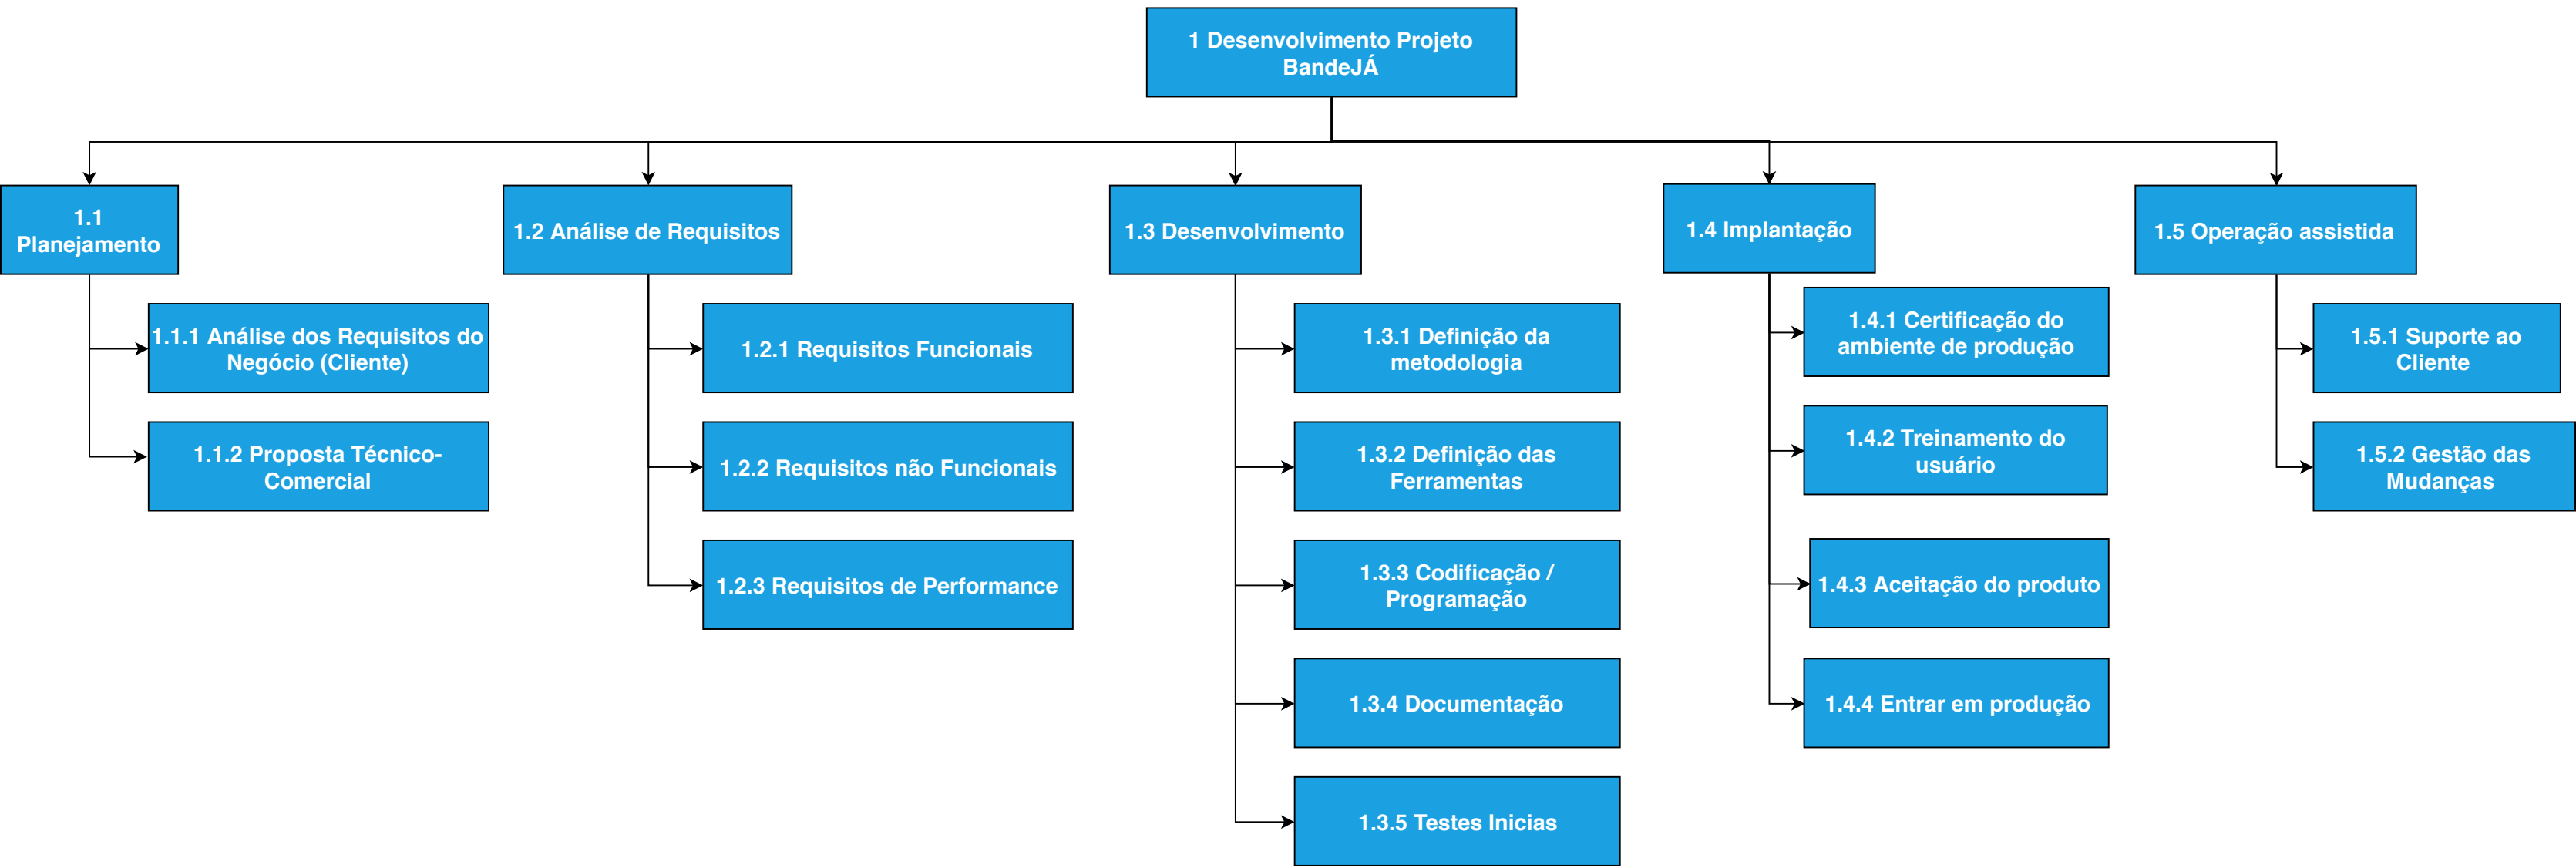 1 Desenvolvimento Projeto
BandeJÁ
1.1
Planejamento
1.1.1 Análise dos Requisitos do
Negócio (Cliente)
1.1.2 Proposta Técnico-
Comercial
1.2 Análise de Requisitos
1.2.1 Requisitos Funcionais
1.2.2 Requisitos não Funcionais
1.2.3 Requisitos de Performance
1.3 Desenvolvimento
1.3.1 Definição da
metodologia
1.3.2 Definição das
Ferramentas
1.3.3 Codificação /
Programação
1.3.4 Documentação
1.3.5 Testes Inicias
1.4 Implantação
1.4.1 Certificação do
ambiente de produção
1.4.2 Treinamento do
usuário
1.4.3 Aceitação do produto
1.4.4 Entrar em produção
1.5 Operação assistida
1.5.1 Suporte ao
Cliente
1.5.2 Gestão das
Mudanças